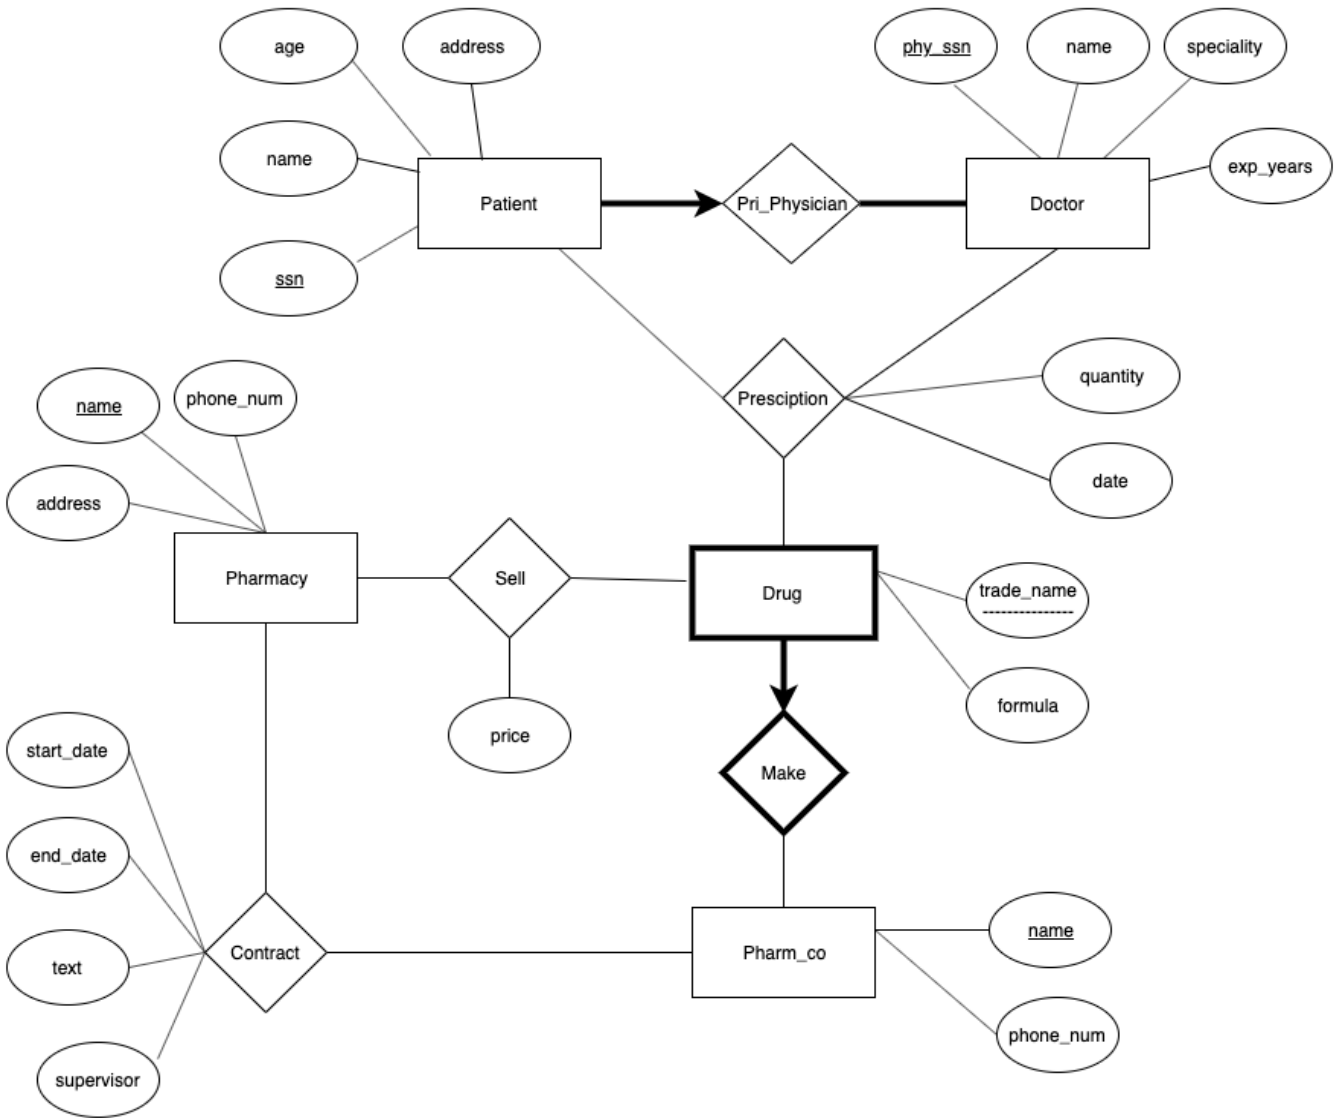 age
address
phy_ssn
name
speciality
name
exp_years
Patient
Pri_Physician
Doctor
ssn
quantity
name
phone_num
Presciption
date
address
Pharmacy
Sell
Drug
trade_name
formula
price
start_date
Make
end_date
name
text
Contract
Pharm_co
phone_num
supervisor